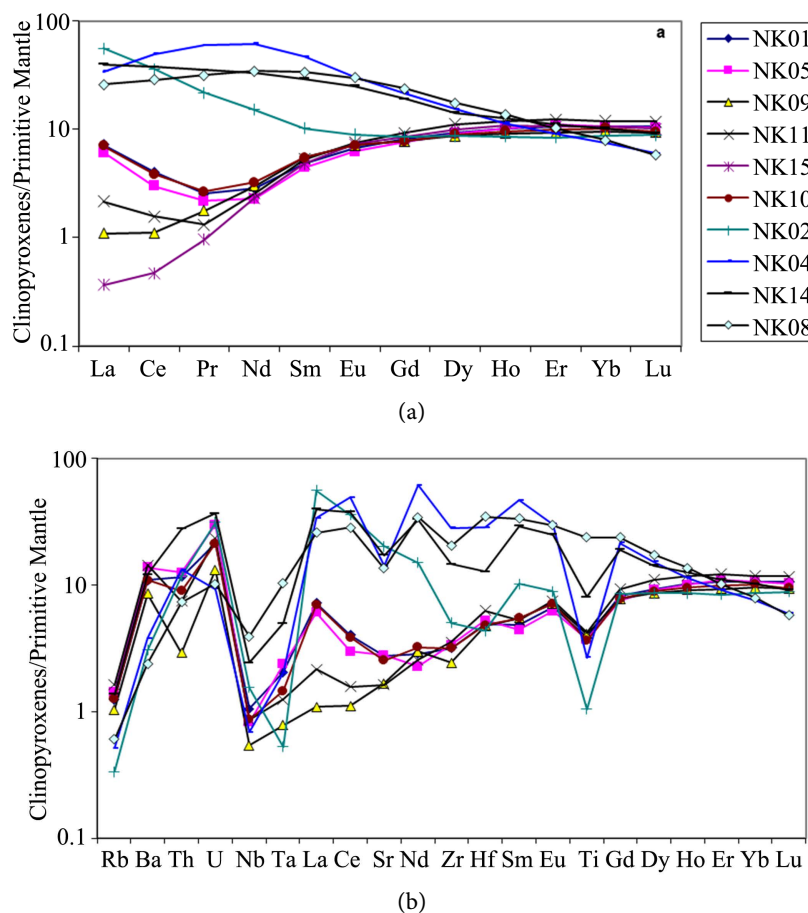 100
10
1
0.1
Clinopyroxenes/Primitive Mantle
a
La Ce Pr Nd Sm Eu Gd Dy Ho Er Yb Lu
NK01
NK05
NK09
NK11
NK15
NK10
NK02
NK04
NK14
NK08
(a)
100
10
1
0.1
Clinopyroxenes/Primitive Mantle
Rb Ba Th U Nb Ta La Ce Sr Nd Zr Hf Sm Eu Ti Gd Dy Ho Er Yb Lu
(b)